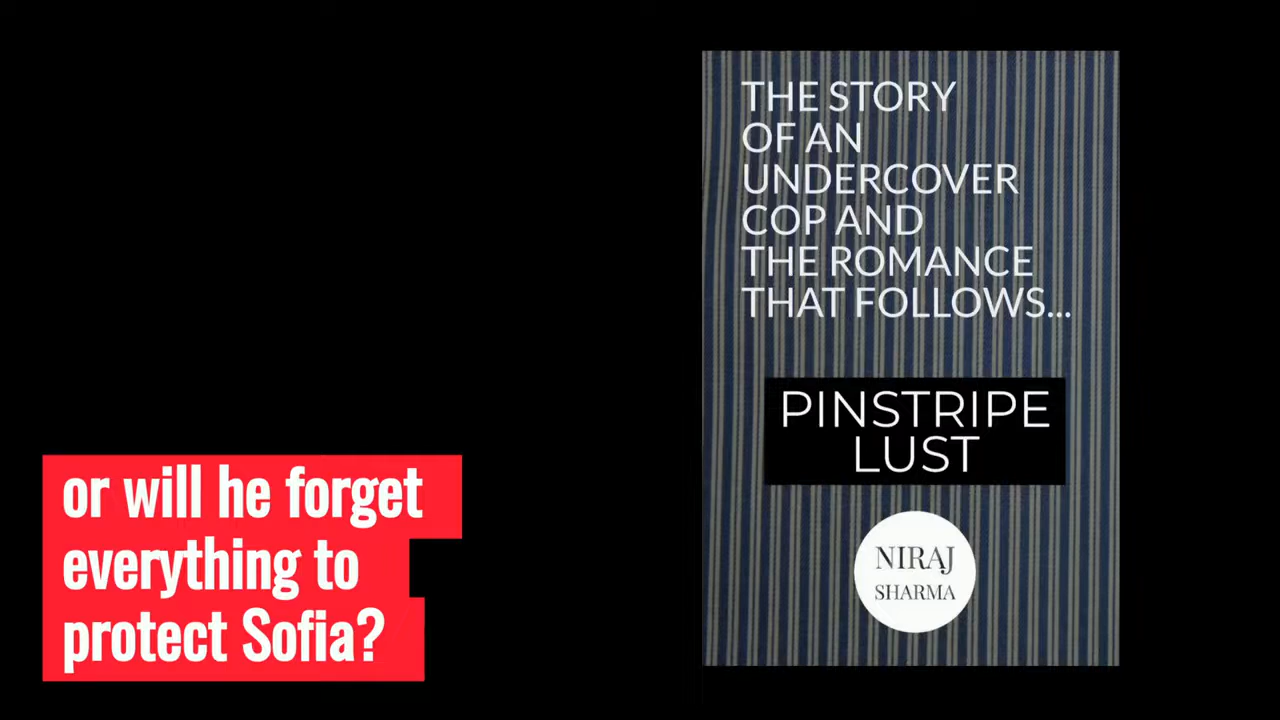 THE STORY
OF AN
UNDERCOVER
COP AND
THE ROMANCE
THAT FOLLOWS...
PINSTRIPE
LUST
NIRAJ
SHARMA
or will he forget
everything to
protect Sofia?